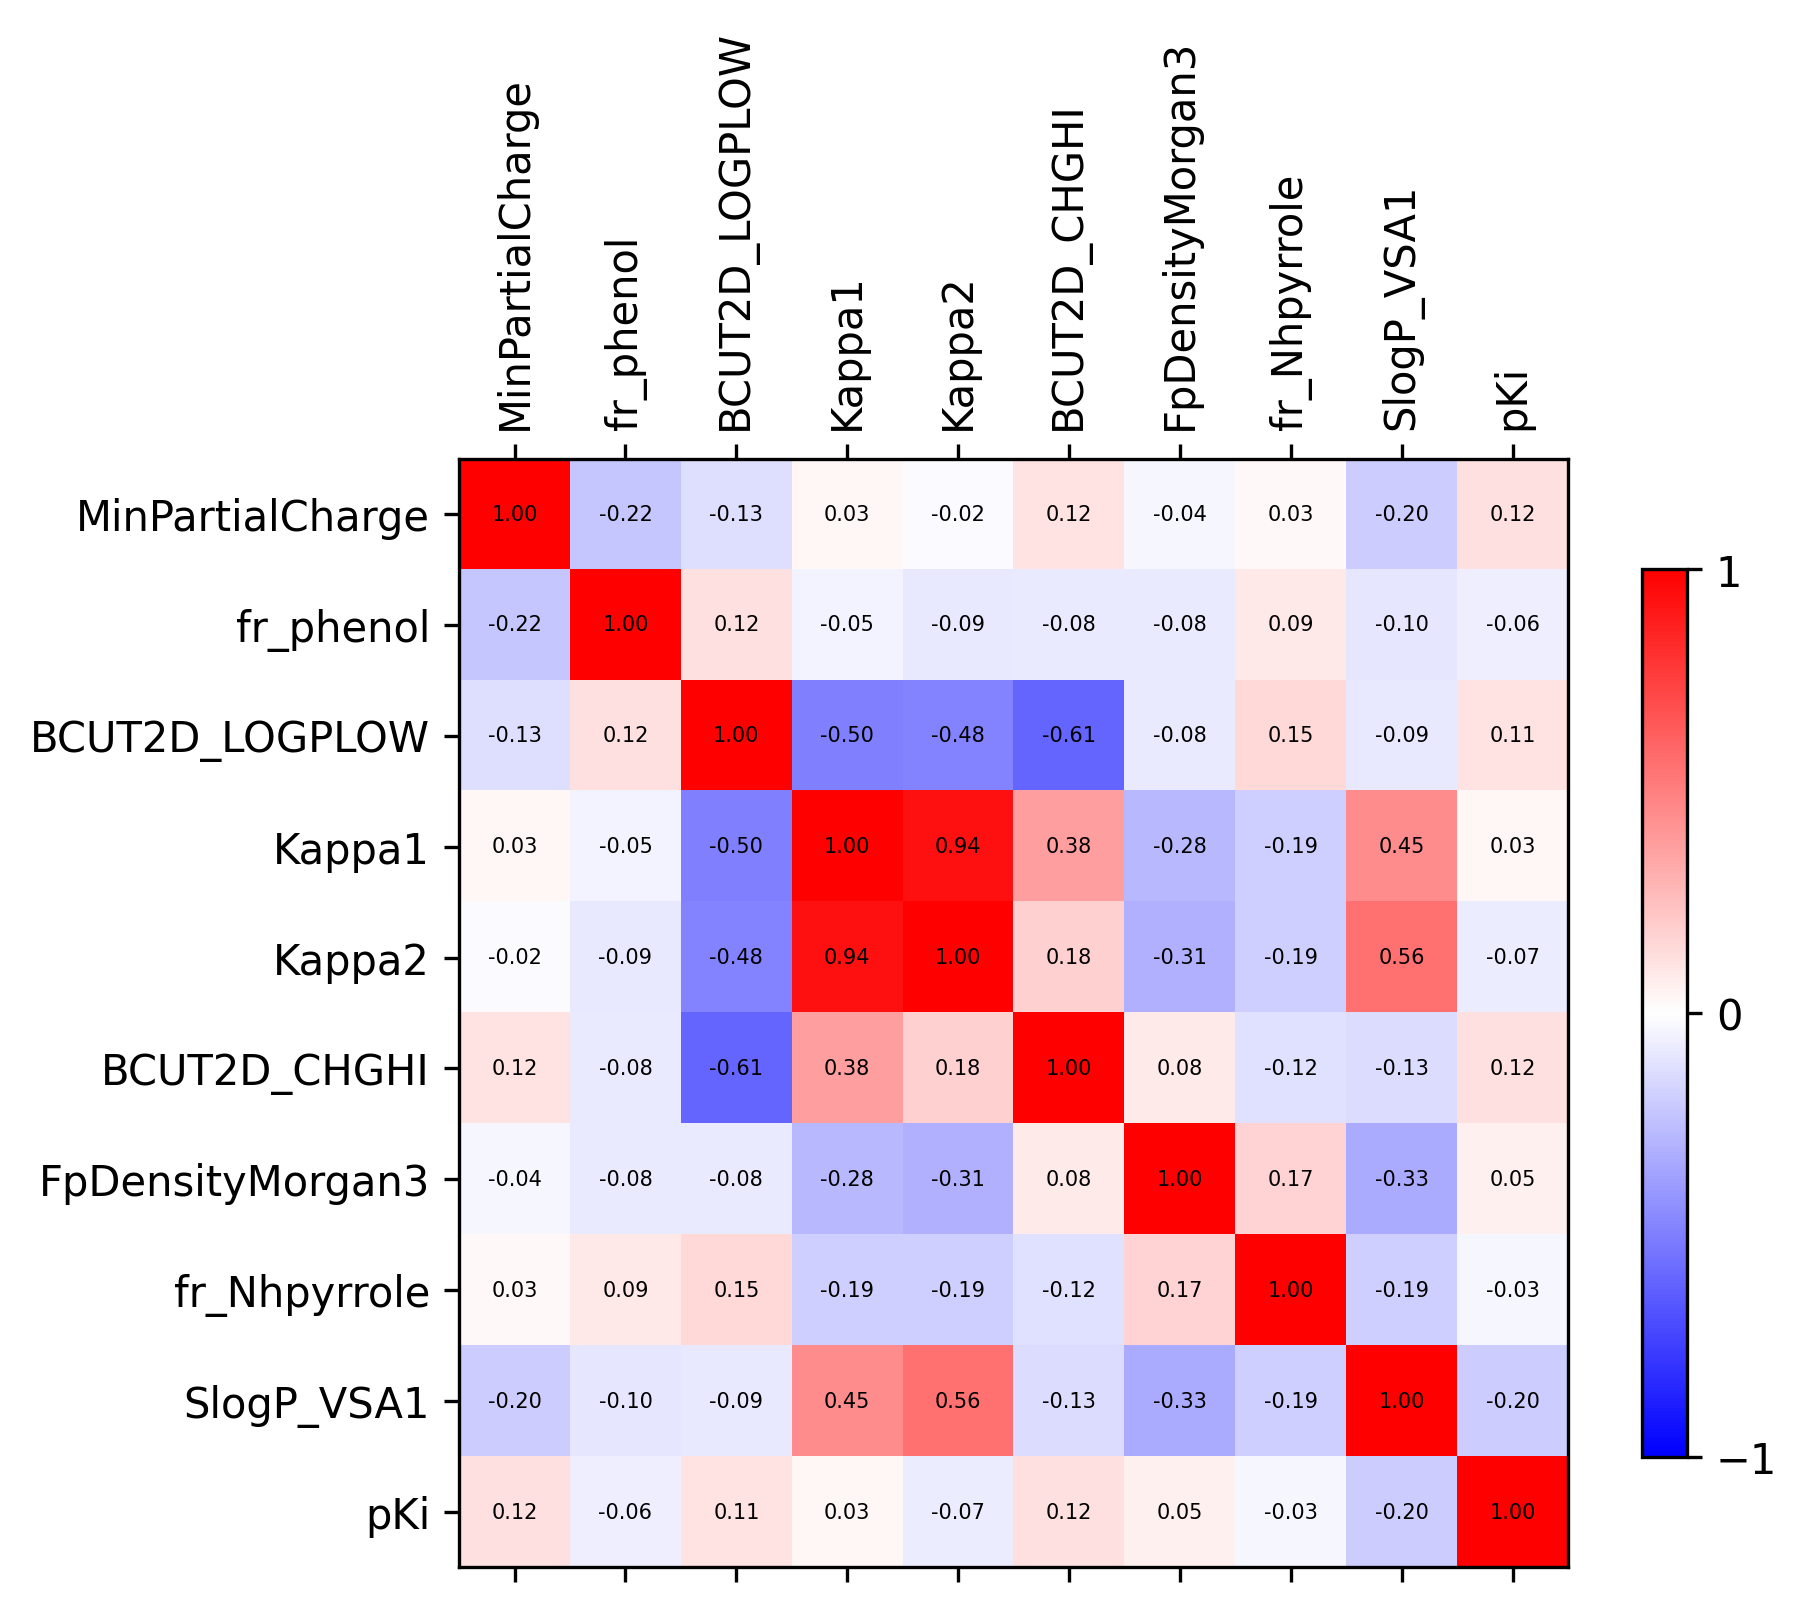 MinPartialCharge fr_phenol BCUT2D_LOGPLOW Kappa1 Kappa2 BCUT2D_CHGHI FpDensityMorgan3 fr_Nhpyrrole SlogP_VSA1 pKi
MinPartialCharge 1.00 -0.22 -0.13 0.03 -0.02 0.12 -0.04 0.03 -0.20 0.12
fr_phenol -0.22 1.00 0.12 -0.05 -0.09 -0.08 -0.08 0.09 -0.10 -0.06
BCUT2D_LOGPLOW -0.13 0.12 1.00 -0.50 -0.48 -0.61 -0.08 0.15 -0.09 0.11
Kappa1 0.03 -0.05 -0.50 1.00 0.94 0.38 -0.28 -0.19 0.45 0.03
Kappa2 -0.02 -0.09 -0.48 0.94 1.00 0.18 -0.31 -0.19 0.56 -0.07
BCUT2D_CHGHI 0.12 -0.08 -0.61 0.38 0.18 1.00 0.08 -0.12 -0.13 0.12
FpDensityMorgan3 -0.04 -0.08 -0.08 -0.28 -0.31 0.08 1.00 0.17 -0.33 0.05
fr_Nhpyrrole 0.03 0.09 0.15 -0.19 -0.19 -0.12 0.17 1.00 -0.19 -0.03
SlogP_VSA1 -0.20 -0.10 -0.09 0.45 0.56 -0.13 -0.33 -0.19 1.00 -0.20
pKi 0.12 -0.06 0.11 0.03 -0.07 0.12 0.05 -0.03 -0.20 1.00
1
0
−1